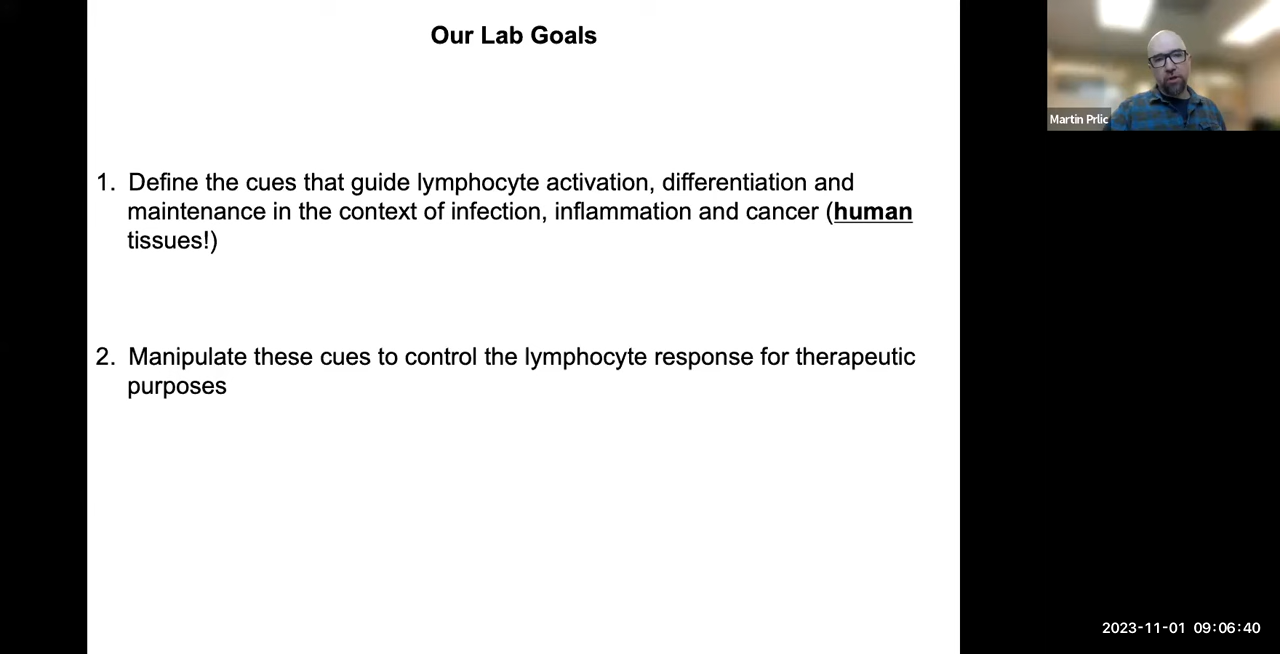 Our Lab Goals
Martin Prlic
1. Define the cues that guide lymphocyte activation, differentiation and
maintenance in the context of infection, inflammation and cancer (human
tissues!)
2. Manipulate these cues to control the lymphocyte response for therapeutic
purposes
2023-11-01 09:06:40